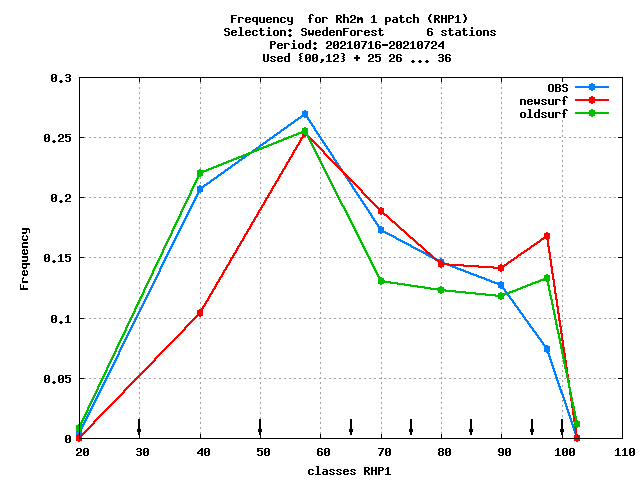 Frequency  for Rh2m 1 patch (RHP1)
Selection: SwedenForest      6 stations
Period: 20210716-20210724
Used {00,12} + 25 26 ... 36
OBS
newsurf
oldsurf
0.3
0.25
0.2
0.15
0.1
0.05
0
Frequency
20 30 40 50 60 70 80 90 100 110
classes RHP1